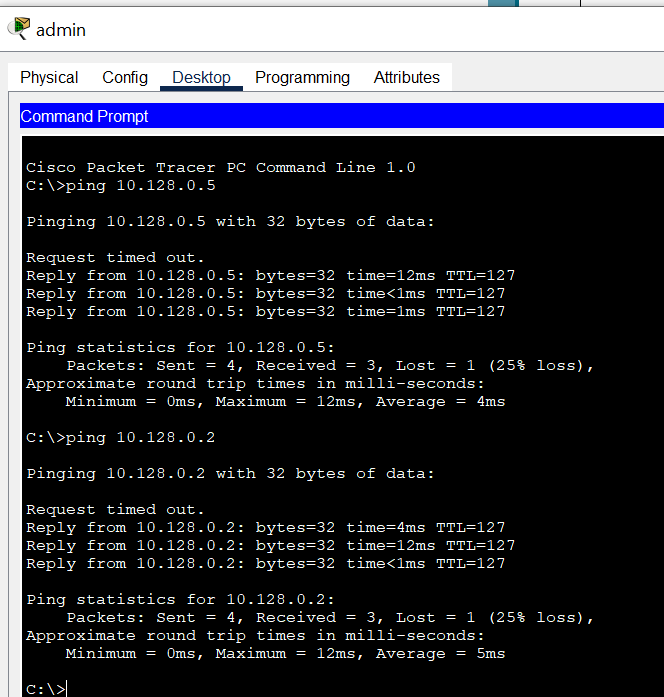 admin
Physical Config Desktop Programming Attributes
Command Prompt
Cisco Packet Tracer PC Command Line 1.0
C:\>ping 10.128.0.5
Pinging 10.128.0.5 with 32 bytes of data:
Request timed out.
Reply from 10.128.0.5: bytes=32 time=12ms TTL=127
Reply from 10.128.0.5: bytes=32 time<1ms TTL=127
Reply from 10.128.0.5: bytes=32 time=1ms TTL=127
Ping statistics for 10.128.0.5:
Packets: Sent = 4, Received = 3, Lost = 1 (25% loss),
Approximate round trip times in milli-seconds:
Minimum = 0ms, Maximum = 12ms, Average = 4ms
C:\>ping 10.128.0.2
Pinging 10.128.0.2 with 32 bytes of data:
Request timed out.
Reply from 10.128.0.2: bytes=32 time=4ms TTL=127
Reply from 10.128.0.2: bytes=32 time=12ms TTL=127
Reply from 10.128.0.2: bytes=32 time<1ms TTL=127
Ping statistics for 10.128.0.2:
Packets: Sent = 4, Received = 3, Lost = 1 (25% loss),
Approximate round trip times in milli-seconds:
Minimum = 0ms, Maximum = 12ms, Average = 5ms
C:\>